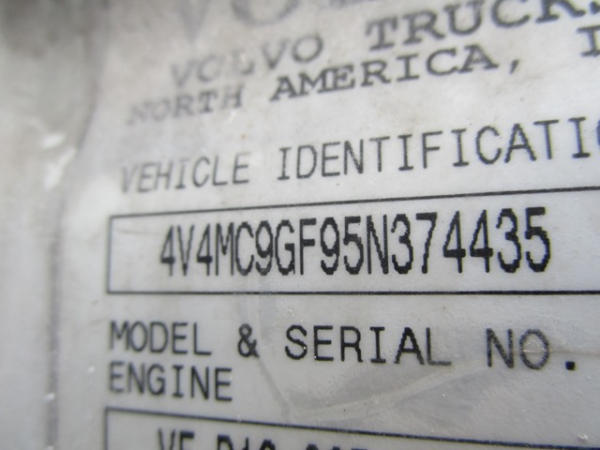 VOLVO TRUCKS
NORTH AMERICA,
VEHICLE IDENTIFICATI
4V4MC9GF95N374435
MODEL & SERIAL NO.
ENGINE